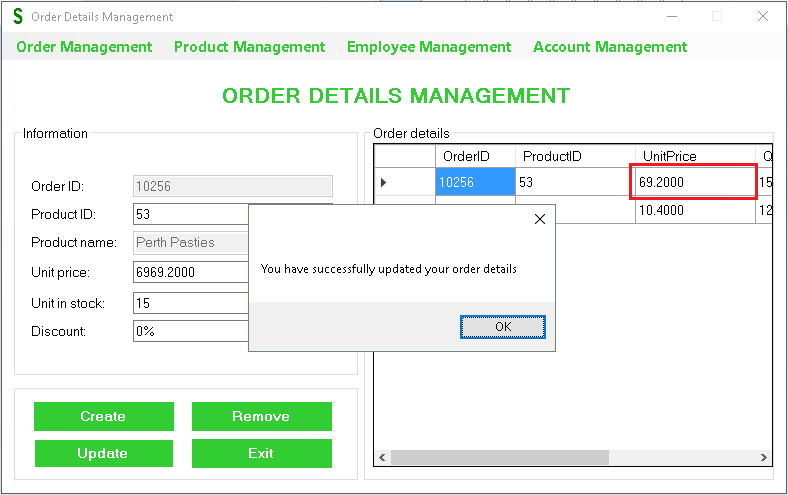 S Order Details Management
Order Management Product Management Employee Management Account Management
ORDER DETAILS MANAGEMENT
Information
Order ID: 10256
Product ID: 53
Product name: Perth Pasties
Unit price: 6969.2000
Unit in stock: 15
Discount: 0%
Create Remove
Update Exit
Order details
OrderID ProductID UnitPrice Q
10256 53 69.2000 15
10.4000 12
You have successfully updated your order details
OK